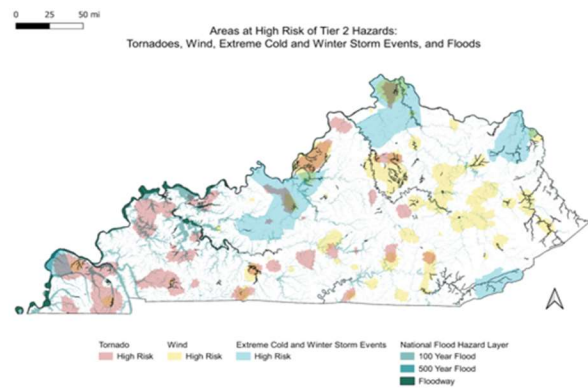 0 25 50 mi
Areas at High Risk of Tier 2 Hazards:
Tornadoes, Wind, Extreme Cold and Winter Storm Events, and Floods
Tornado
High Risk
Wind
High Risk
Extreme Cold and Winter Storm Events
High Risk
National Flood Hazard Layer
100 Year Flood
500 Year Flood
Floodway